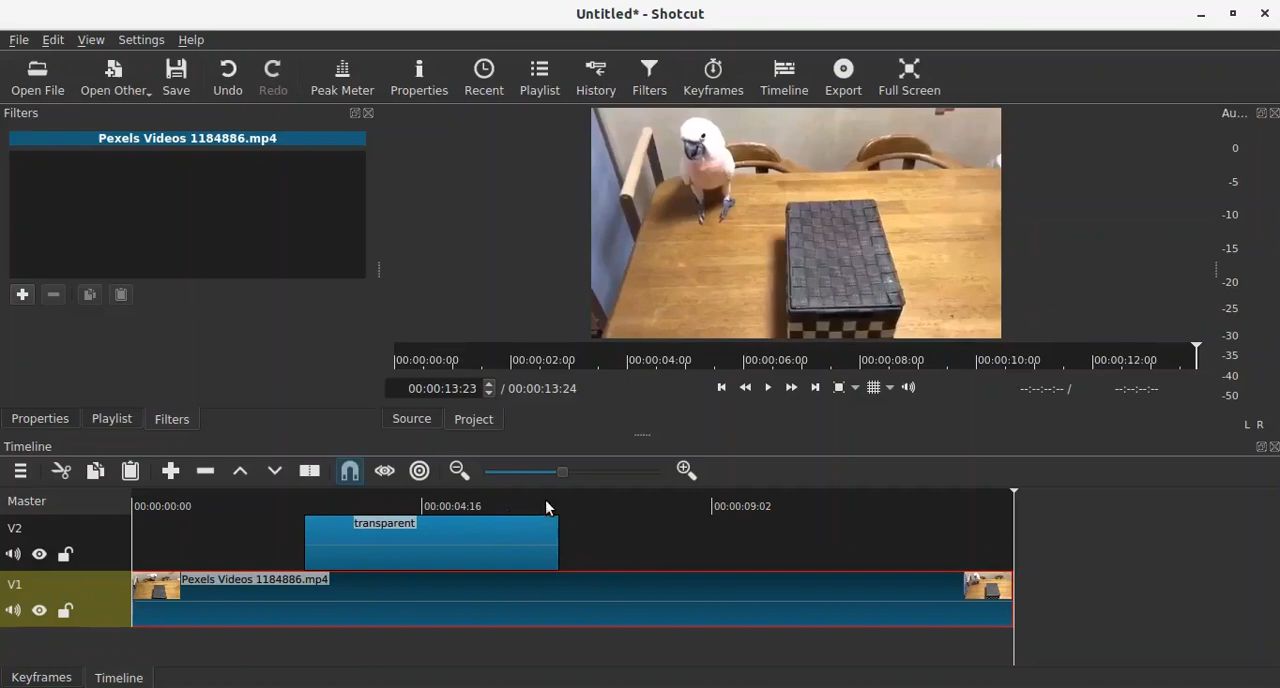 Untitled* - Shotcut
File Edit View Settings Help
Open File Open Other... Save Undo Redo Peak Meter Properties Recent Playlist History Filters Keyframes Timeline Export Full Screen
Filters
Au...
Pexels Videos 1184886.mp4
0
-5
-10
-15
-20
-25
-30
-35
-40
-50
00:00:00:00 00:00:02:00 00:00:04:00 00:00:06:00 00:00:08:00 00:00:10:00 00:00:12:00
00:00:13:23 / 00:00:13:24
--:--:--:-- / --:--:--:--
Properties Playlist Filters
Source Project
L R
Timeline
Master
00:00:00:00 00:00:04:16 00:00:09:02
V2
transparent
V1
Pexels Videos 1184886.mp4
Keyframes Timeline